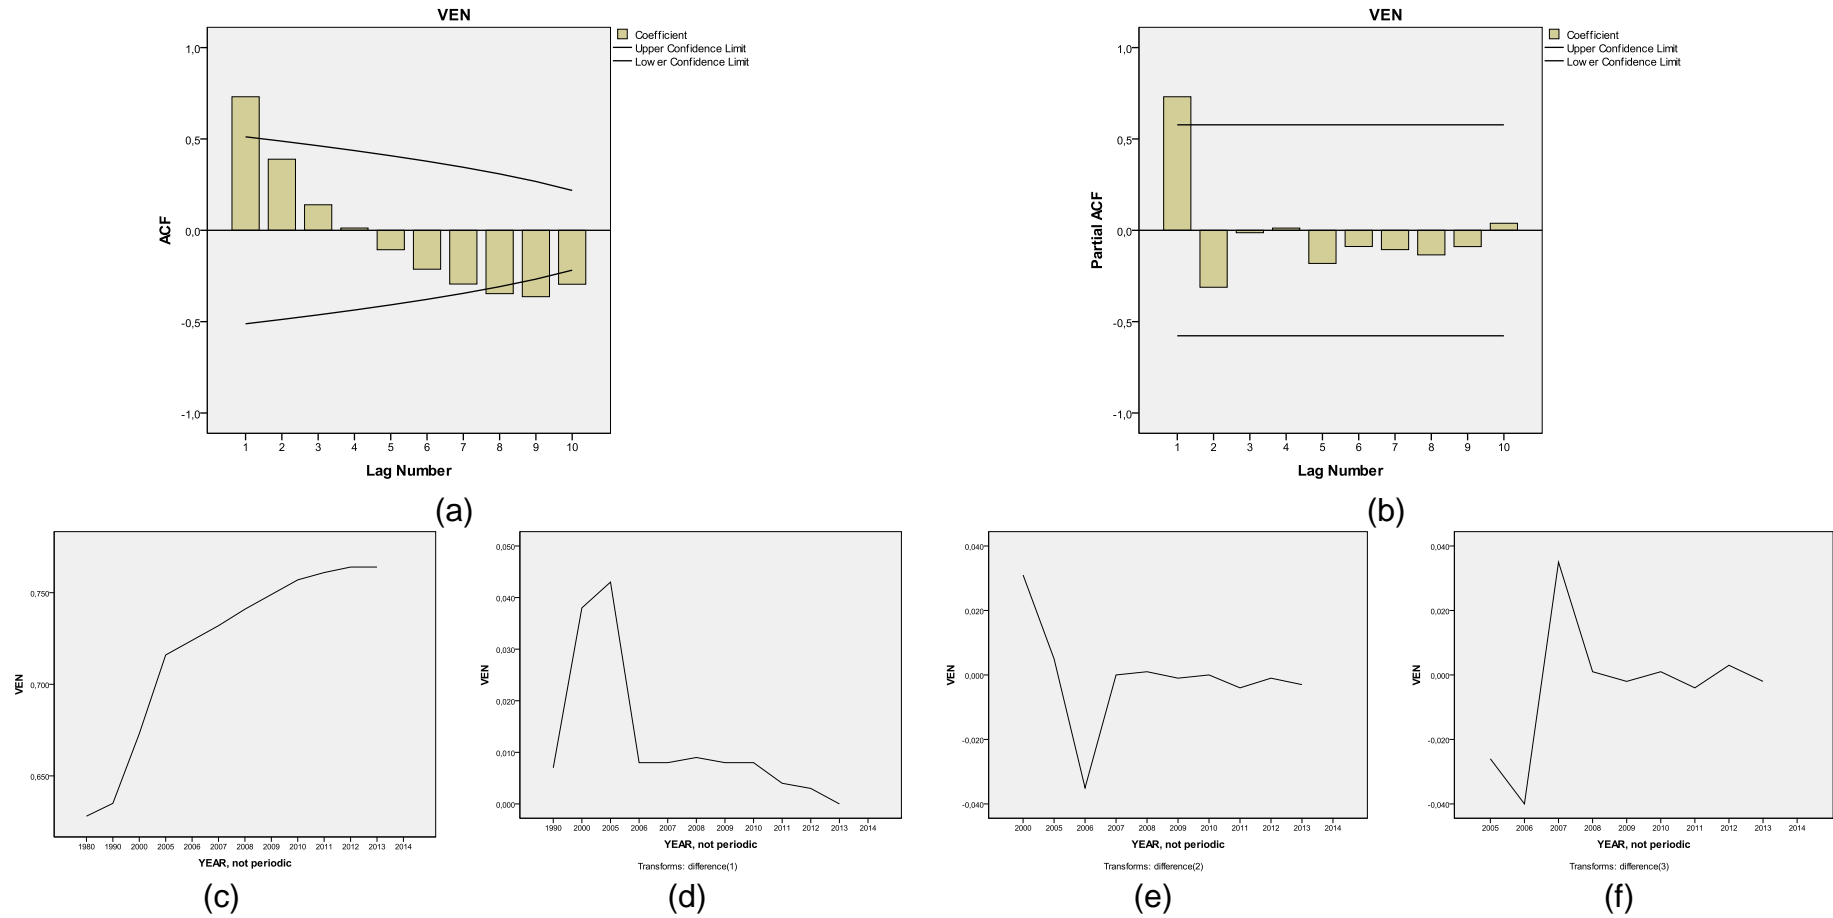 VEN
Coefficient
Upper Confidence Limit
Lower Confidence Limit
1,0
0,5
0,0
-0,5
-1,0
ACF
1 2 3 4 5 6 7 8 9 10
Lag Number
(a)
VEN
Coefficient
Upper Confidence Limit
Lower Confidence Limit
1,0
0,5
0,0
-0,5
-1,0
Partial ACF
1 2 3 4 5 6 7 8 9 10
Lag Number
(b)
0,750
0,700
0,650
VEN
1980 1990 2000 2005 2006 2007 2008 2009 2010 2011 2012 2013 2014
YEAR, not periodic
(c)
0,050
0,040
0,030
0,020
0,010
0,000
VEN
1990 2000 2005 2006 2007 2008 2009 2010 2011 2012 2013 2014
YEAR, not periodic
Transforms: difference(1)
(d)
0,040
0,020
0,000
-0,020
-0,040
VEN
2000 2005 2006 2007 2008 2009 2010 2011 2012 2013 2014
YEAR, not periodic
Transforms: difference(2)
(e)
0,040
0,020
0,000
-0,020
-0,040
VEN
2005 2006 2007 2008 2009 2010 2011 2012 2013 2014
YEAR, not periodic
Transforms: difference(3)
(f)